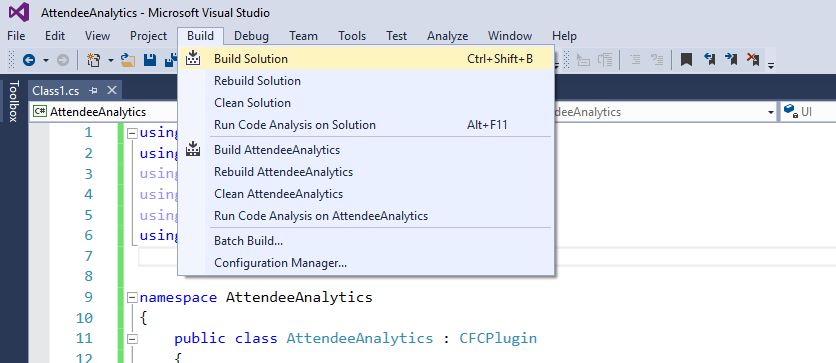 AttendeeAnalytics - Microsoft Visual Studio
File Edit View Project Build Debug Team Tools Test Analyze Window Help
Build Solution Ctrl+Shift+B
Rebuild Solution
Clean Solution
Run Code Analysis on Solution Alt+F11
Build AttendeeAnalytics
Rebuild AttendeeAnalytics
Clean AttendeeAnalytics
Run Code Analysis on AttendeeAnalytics
Batch Build...
Configuration Manager...
Toolbox
Class1.cs
C# AttendeeAnalytics deeAnalytics UI
1 using
2 using
3 using
4 using
5 using
6 using
7
8
9 namespace AttendeeAnalytics
10 {
11 public class AttendeeAnalytics : CFCPlugin
12 {